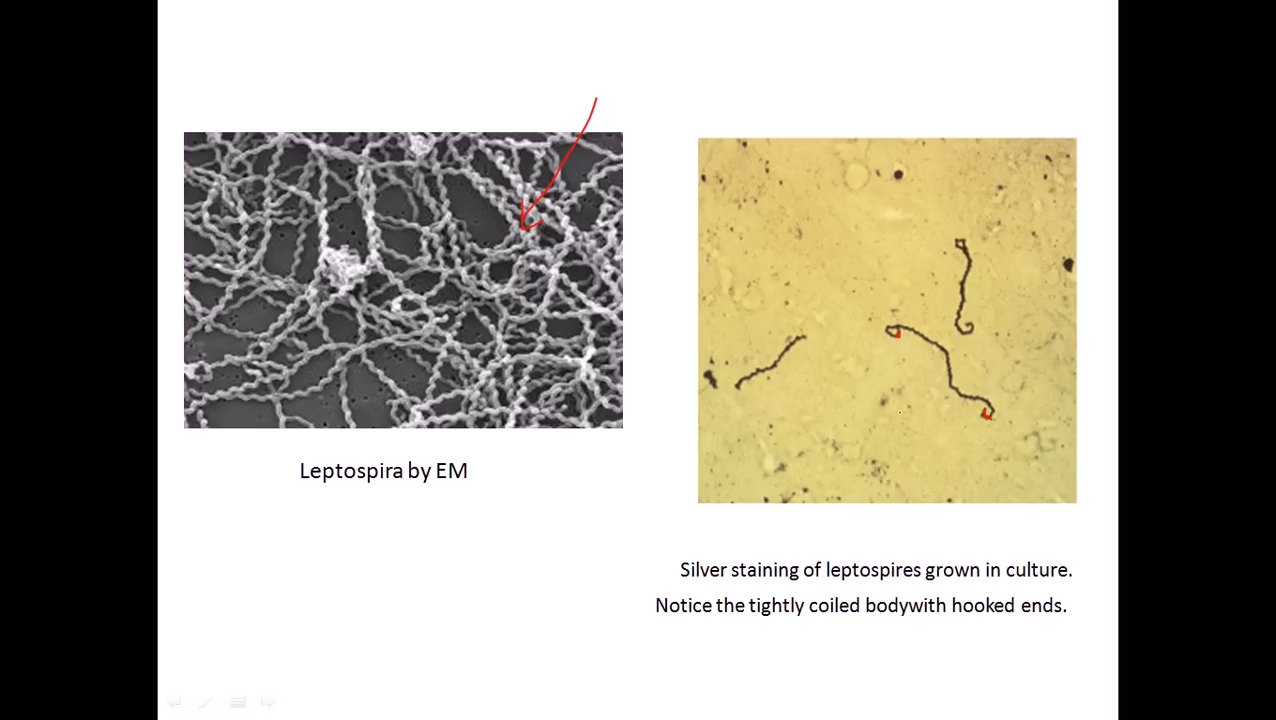 Leptospira by EM
Silver staining of leptospires grown in culture.
Notice the tightly coiled bodywith hooked ends.